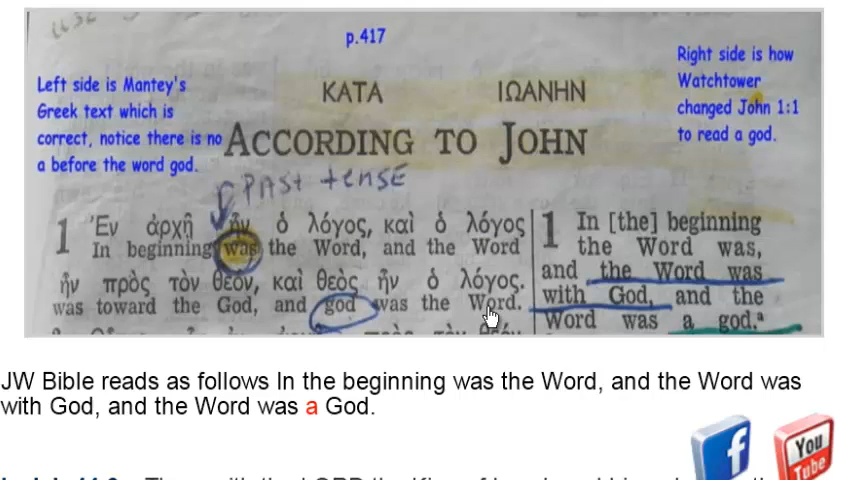 p.417
Left side is Mantey's
Greek text which is
correct, notice there is no
a before the word god.
Right side is how
Watchtower
changed John 1:1
to read a god.
ΚΑΤΑ ΙΩΑΝΗΝ
ACCORDING TO JOHN
Past tense
1 Ἐν ἀρχῇ ἦν ὁ λόγος, καὶ ὁ λόγος
In beginning was the Word, and the Word
ἦν πρὸς τὸν θεόν, καὶ θεὸς ἦν ὁ λόγος.
was toward the God, and god was the Word.
1 In [the] beginning
the Word was,
and the Word was
with God, and the
Word was a god.ª
JW Bible reads as follows In the beginning was the Word, and the Word was
with God, and the Word was a God.
f
You
Tube